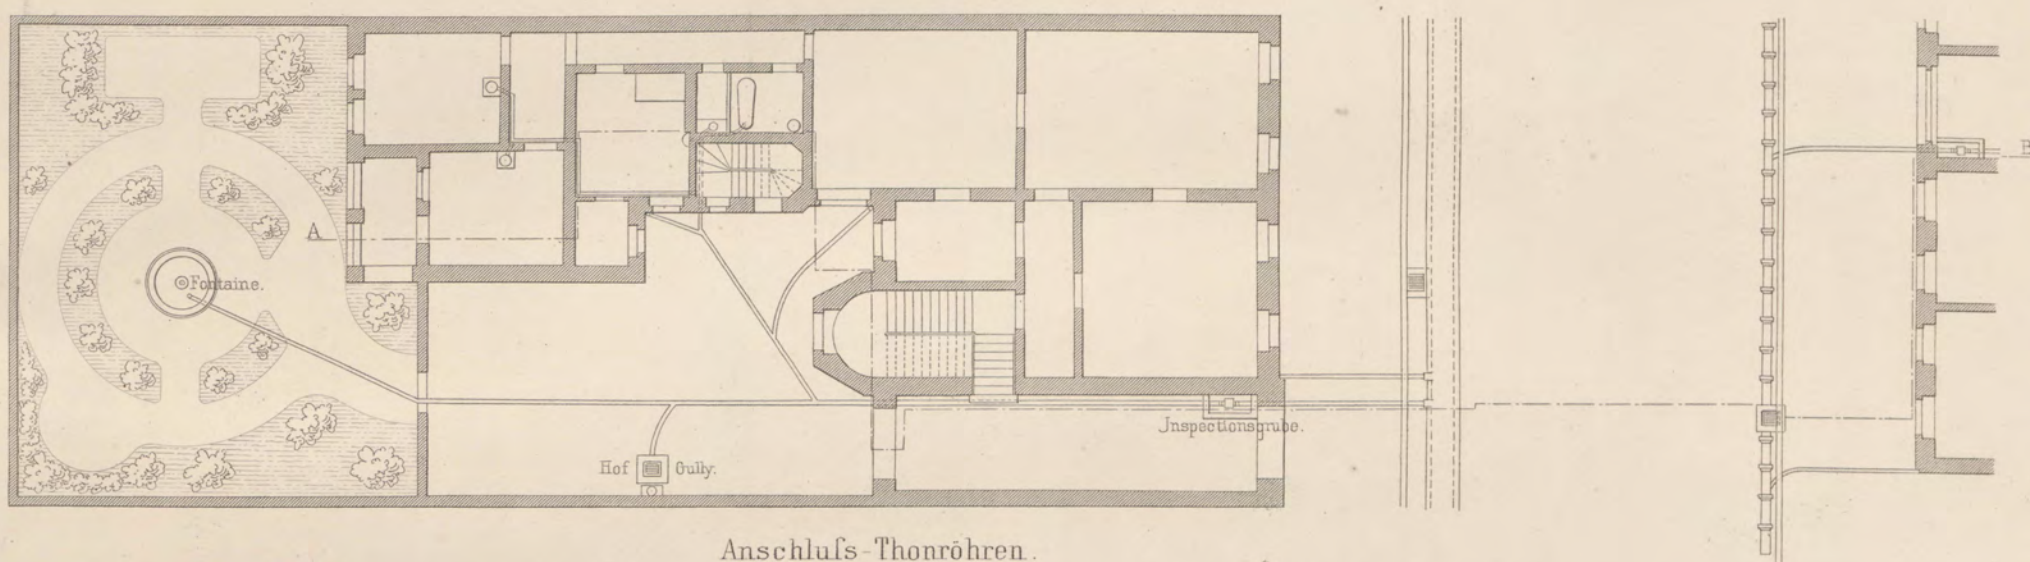 A
B
Fontaine.
Jnspectionsgrube.
Hof Gully.
Anschluſs-Thonröhren.